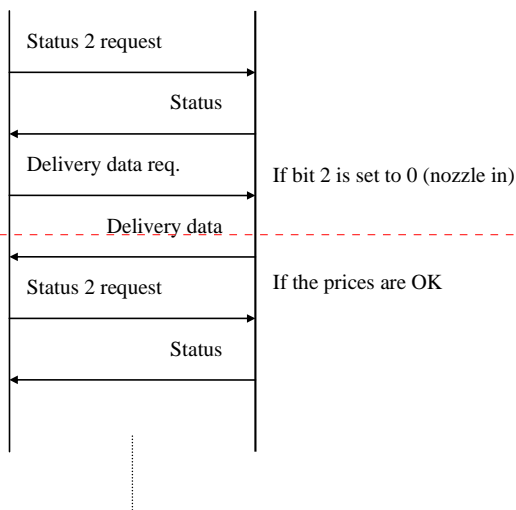 Status 2 request
Status
Delivery data req.
If bit 2 is set to 0 (nozzle in)
Delivery data
If the prices are OK
Status 2 request
Status